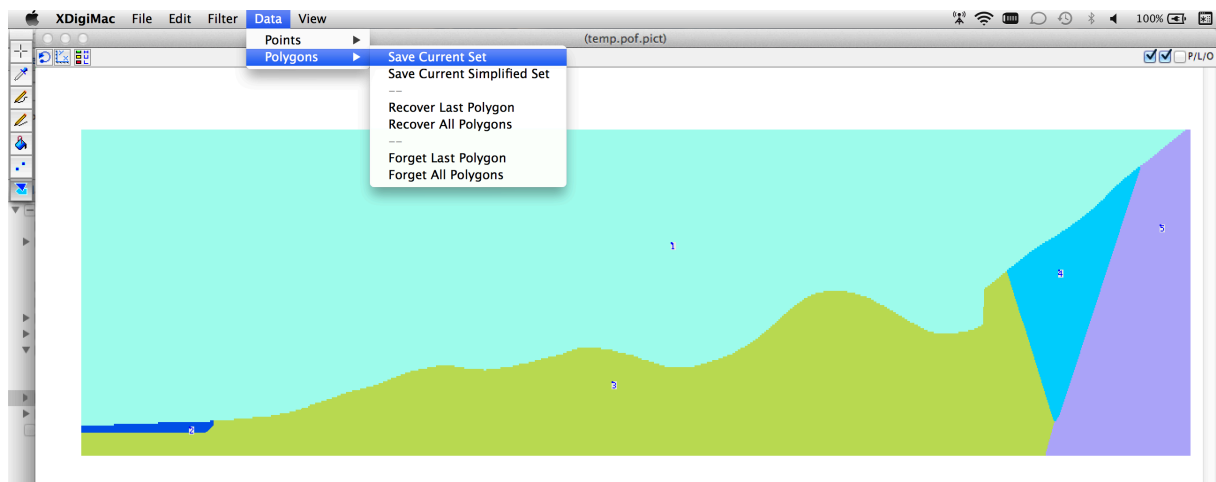 XDigiMac File Edit Filter Data View 100%
(temp.pof.pict)
P/L/O
Points
Polygons
Save Current Set
Save Current Simplified Set
--
Recover Last Polygon
Recover All Polygons
--
Forget Last Polygon
Forget All Polygons
1
5
4
3
2